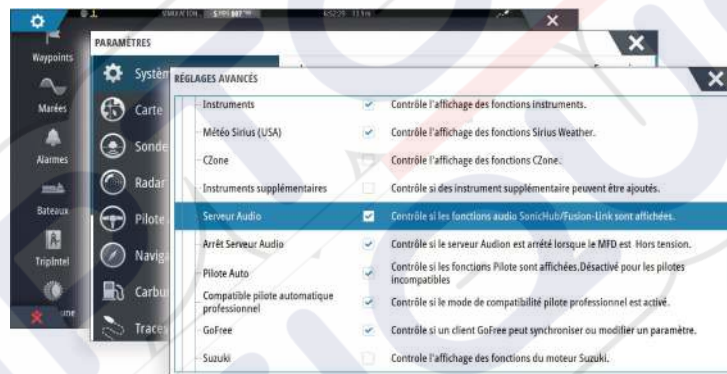 PARAMÈTRES
Waypoints
Marées
Alarmes
Bateaux
TripIntel
Systèm
Carte
Sonde
Radar
Pilote
Naviga
Carbu
Traces
RÉGLAGES AVANCÉS
Instruments Contrôle l'affichage des fonctions instruments.
Météo Sirius (USA) Contrôle l'affichage des fonctions Sirius Weather.
CZone Contrôle l'affichage des fonctions CZone.
Instruments supplémentaires Contrôle si des instrument supplémentaire peuvent être ajoutés.
Serveur Audio Contrôle si les fonctions audio SonicHub/Fusion-Link sont affichées.
Arrêt Serveur Audio Contrôle si le serveur Audion est arrété lorsque le MFD est Hors tension.
Pilote Auto Contrôle si les fonctions Pilote sont affichées.Désactivé pour les pilotes
incompatibles
Compatible pilote automatique
professionnel Contrôle si le mode de compatibilité pilote professionnel est activé.
GoFree Contrôle si un client GoFree peut synchroniser ou modifier un paramètre.
Suzuki Controle l'affichage des fonctions du moteur Suzuki.